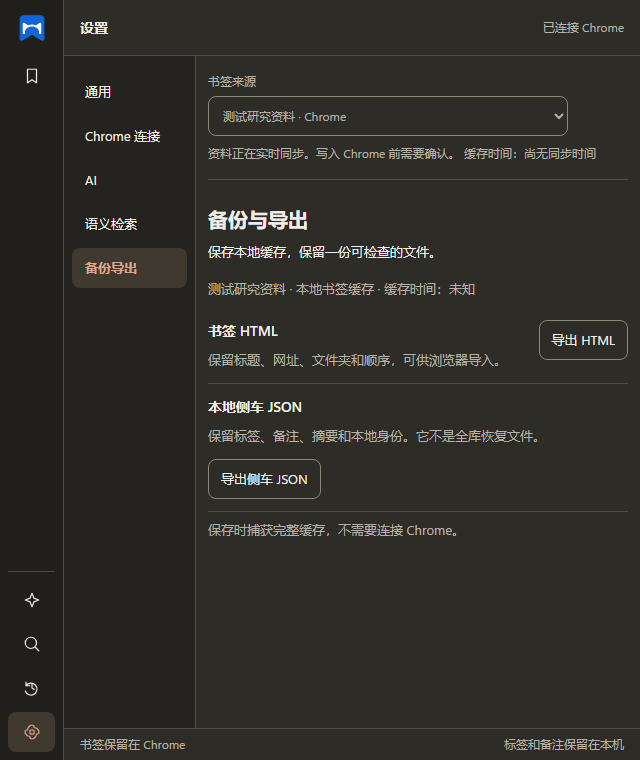 设置
已连接 Chrome
通用
Chrome 连接
AI
语义检索
备份导出
书签来源
测试研究资料 · Chrome
资料正在实时同步。写入 Chrome 前需要确认。 缓存时间：尚无同步时间
备份与导出
保存本地缓存，保留一份可检查的文件。
测试研究资料 · 本地书签缓存 · 缓存时间：未知
书签 HTML
保留标题、网址、文件夹和顺序，可供浏览器导入。
导出 HTML
本地侧车 JSON
保留标签、备注、摘要和本地身份。它不是全库恢复文件。
导出侧车 JSON
保存时捕获完整缓存，不需要连接 Chrome。
书签保留在 Chrome
标签和备注保留在本机